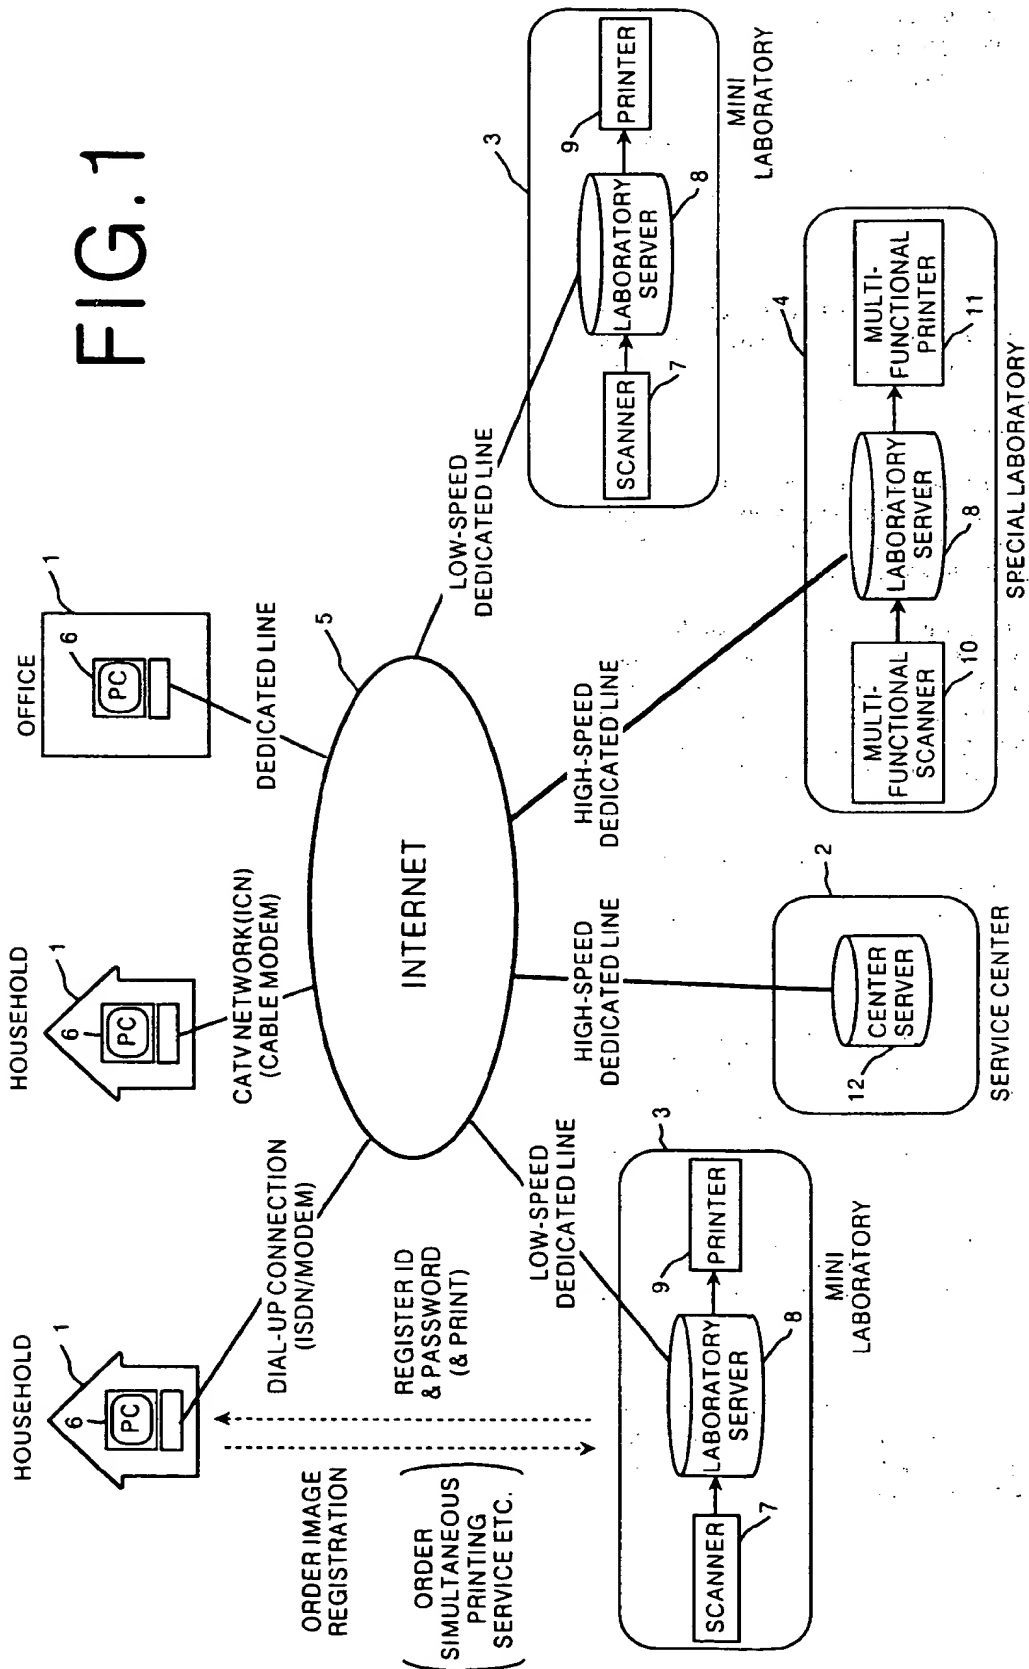 FIG.1
HOUSEHOLD
1
6
PC
HOUSEHOLD
1
6
PC
OFFICE
1
6
PC
DIAL-UP CONNECTION
(ISDN/MODEM)
CATV NETWORK(ICN)
(CABLE MODEM)
DEDICATED LINE
5
INTERNET
ORDER IMAGE
REGISTRATION
ORDER
SIMULTANEOUS
PRINTING
SERVICE ETC.
REGISTER ID
& PASSWORD
(& PRINT)
LOW-SPEED
DEDICATED LINE
HIGH-SPEED
DEDICATED LINE
HIGH-SPEED
DEDICATED LINE
LOW-SPEED
DEDICATED LINE
3
SCANNER
7
LABORATORY
SERVER
8
PRINTER
9
MINI
LABORATORY
2
CENTER
SERVER
12
SERVICE CENTER
4
MULTI-
FUNCTIONAL
SCANNER
10
LABORATORY
SERVER
8
MULTI-
FUNCTIONAL
PRINTER
11
SPECIAL LABORATORY
3
SCANNER
7
LABORATORY
SERVER
8
PRINTER
9
MINI
LABORATORY